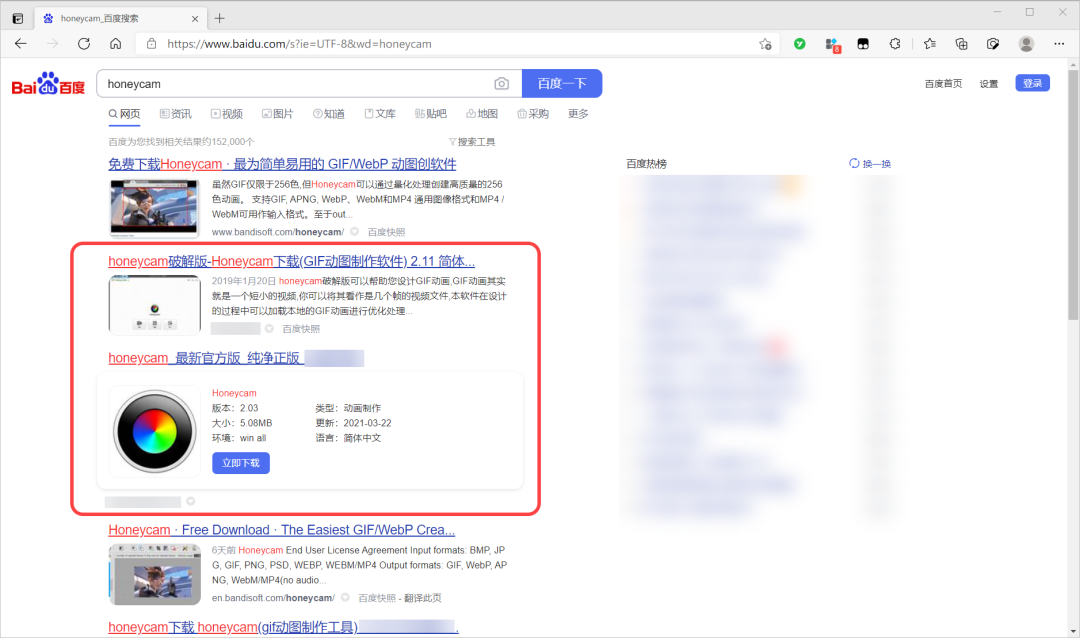 honeycam_百度搜索
https://www.baidu.com/s?ie=UTF-8&wd=honeycam
8
Bai du 百度
honeycam
百度一下
百度首页
设置
登录
网页
资讯
视频
图片
知道
文库
贴吧
地图
采购
更多
百度为您找到相关结果约152,000个
搜索工具
免费下载Honeycam · 最为简单易用的 GIF/WebP 动图创软件
虽然GIF仅限于256色,但Honeycam可以通过量化处理创建高质量的256
色动画。 支持GIF, APNG, WebP、WebM和MP4 通用图像格式和MP4 /
WebM可用作输入格式。至于out...
www.bandisoft.com/honeycam/
百度快照
百度热榜
换一换
honeycam破解版-Honeycam下载(GIF动图制作软件) 2.11 简体...
2019年1月20日 honeycam破解版可以帮助您设计GIF动画,GIF动画其实
就是一个短小的视频,你可以将其看作是几个帧的视频文件,本软件在设计
的过程中可以加载本地的GIF动画进行优化处理...
百度快照
honeycam_最新官方版_纯净正版_
Honeycam
版本：2.03
类型：动画制作
大小：5.08MB
更新：2021-03-22
环境：win all
语言：简体中文
立即下载
Honeycam · Free Download · The Easiest GIF/WebP Crea...
6天前 Honeycam End User License Agreement Input formats: BMP, JP
G, GIF, PNG, PSD, WEBP, WEBM/MP4 Output formats: GIF, WebP, AP
NG, WebM/MP4(no audio...
en.bandisoft.com/honeycam/
百度快照 - 翻译此页
honeycam下载 honeycam(gif动图制作工具)